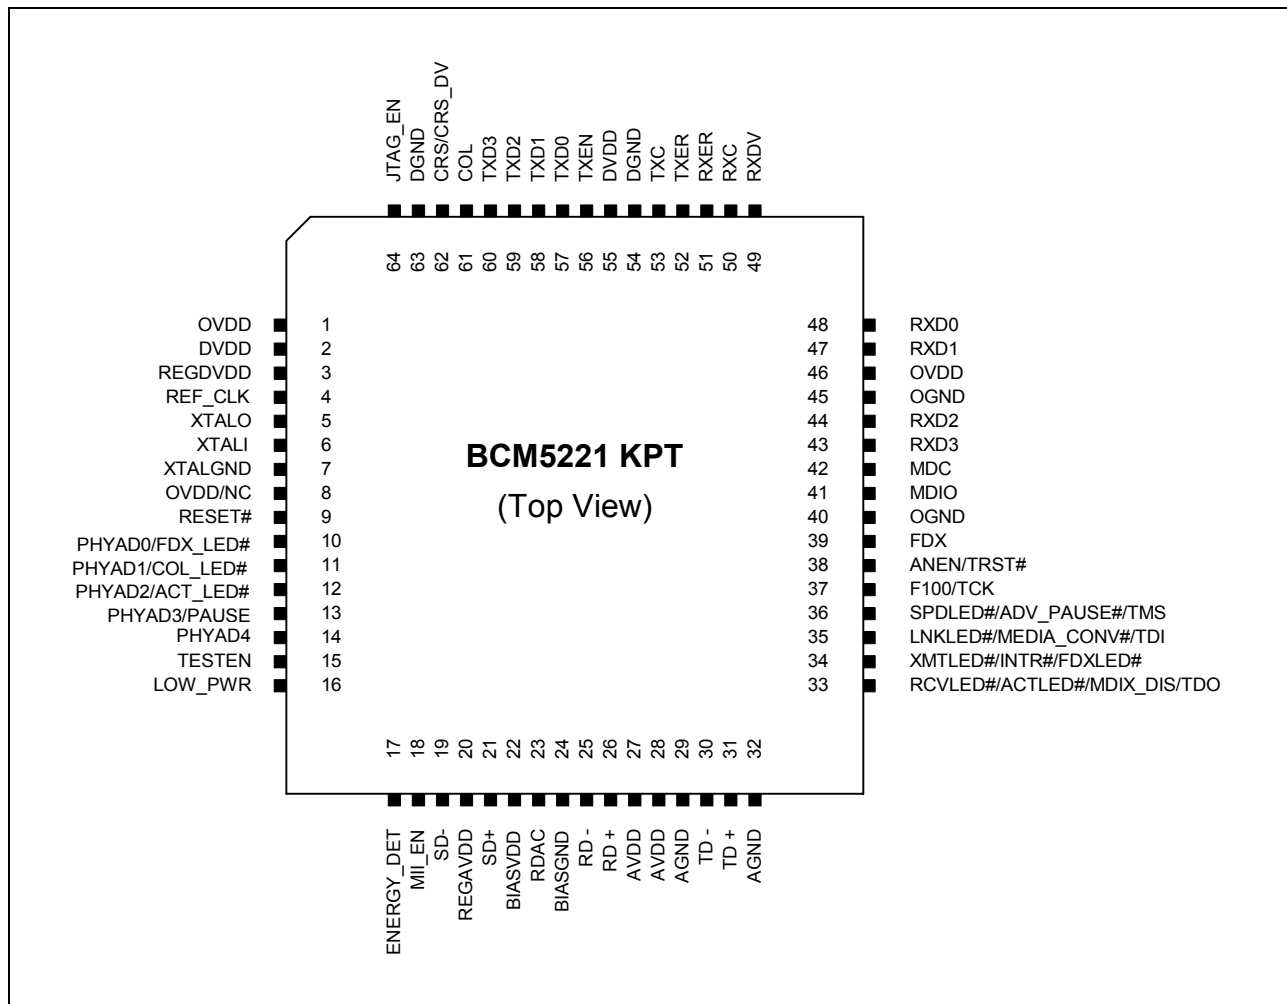 JTAG_EN
DGND
CRS/CRS_DV
COL
TXD3
TXD2
TXD1
TXD0
TXEN
DVDD
DGND
TXC
TXER
RXER
RXC
RXDV
64
63
62
61
60
59
58
57
56
55
54
53
52
51
50
49
OVDD 1
DVDD 2
REGDVDD 3
REF_CLK 4
XTALO 5
XTALI 6
XTALGND 7
OVDD/NC 8
RESET# 9
PHYAD0/FDX_LED# 10
PHYAD1/COL_LED# 11
PHYAD2/ACT_LED# 12
PHYAD3/PAUSE 13
PHYAD4 14
TESTEN 15
LOW_PWR 16
BCM5221 KPT
(Top View)
48 RXD0
47 RXD1
46 OVDD
45 OGND
44 RXD2
43 RXD3
42 MDC
41 MDIO
40 OGND
39 FDX
38 ANEN/TRST#
37 F100/TCK
36 SPDLED#/ADV_PAUSE#/TMS
35 LNKLED#/MEDIA_CONV#/TDI
34 XMTLED#/INTR#/FDXLED#
33 RCVLED#/ACTLED#/MDIX_DIS/TDO
17
18
19
20
21
22
23
24
25
26
27
28
29
30
31
32
ENERGY_DET
MII_EN
SD-
REGAVDD
SD+
BIASVDD
RDAC
BIASGND
RD -
RD +
AVDD
AVDD
AGND
TD -
TD +
AGND